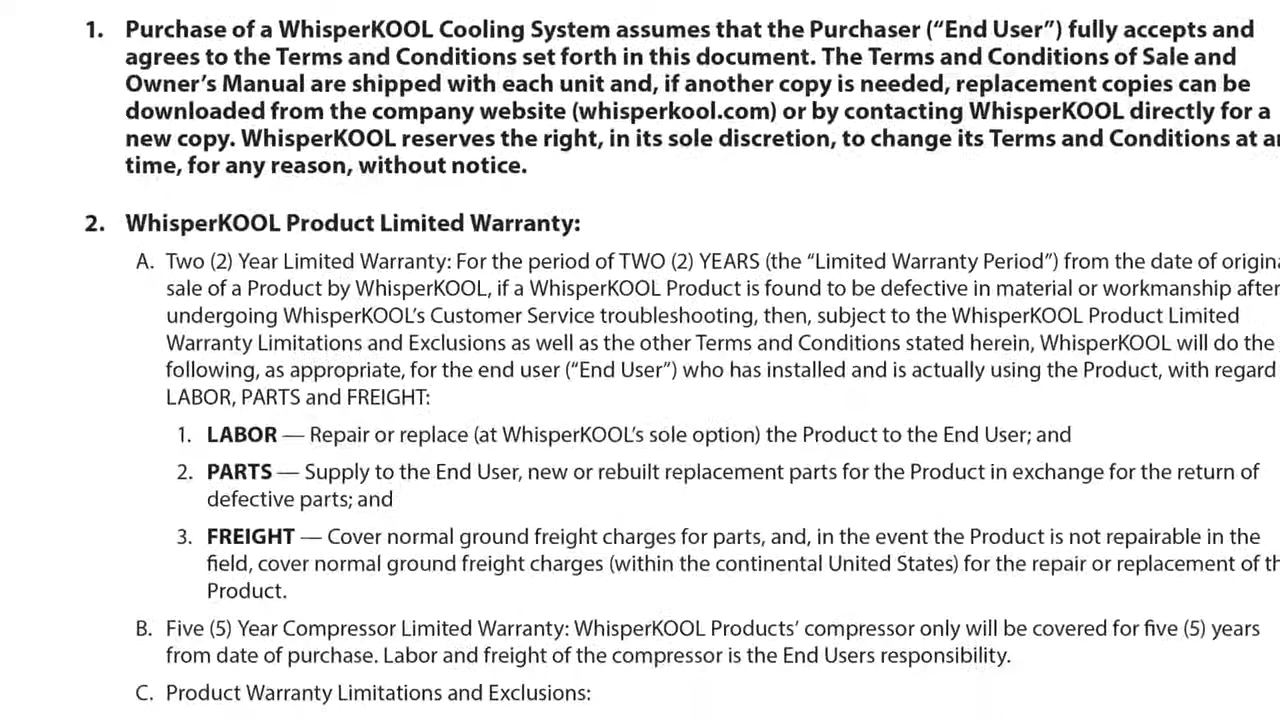 1. Purchase of a WhisperKOOL Cooling System assumes that the Purchaser (“End User”) fully accepts and
agrees to the Terms and Conditions set forth in this document. The Terms and Conditions of Sale and
Owner’s Manual are shipped with each unit and, if another copy is needed, replacement copies can be
downloaded from the company website (whisperkool.com) or by contacting WhisperKOOL directly for a
new copy. WhisperKOOL reserves the right, in its sole discretion, to change its Terms and Conditions at
time, for any reason, without notice.
2. WhisperKOOL Product Limited Warranty:
A. Two (2) Year Limited Warranty: For the period of TWO (2) YEARS (the “Limited Warranty Period”) from the date of
sale of a Product by WhisperKOOL, if a WhisperKOOL Product is found to be defective in material or workmanship after
undergoing WhisperKOOL’s Customer Service troubleshooting, then, subject to the WhisperKOOL Product Limited
Warranty Limitations and Exclusions as well as the other Terms and Conditions stated herein, WhisperKOOL will do the
following, as appropriate, for the end user (“End User”) who has installed and is actually using the Product, with regard
LABOR, PARTS and FREIGHT:
1. LABOR — Repair or replace (at WhisperKOOL’s sole option) the Product to the End User; and
2. PARTS — Supply to the End User, new or rebuilt replacement parts for the Product in exchange for the return of
defective parts; and
3. FREIGHT — Cover normal ground freight charges for parts, and, in the event the Product is not repairable in the
field, cover normal ground freight charges (within the continental United States) for the repair or replacement of
Product.
B. Five (5) Year Compressor Limited Warranty: WhisperKOOL Products’ compressor only will be covered for five (5) years
from date of purchase. Labor and freight of the compressor is the End Users responsibility.
C. Product Warranty Limitations and Exclusions: